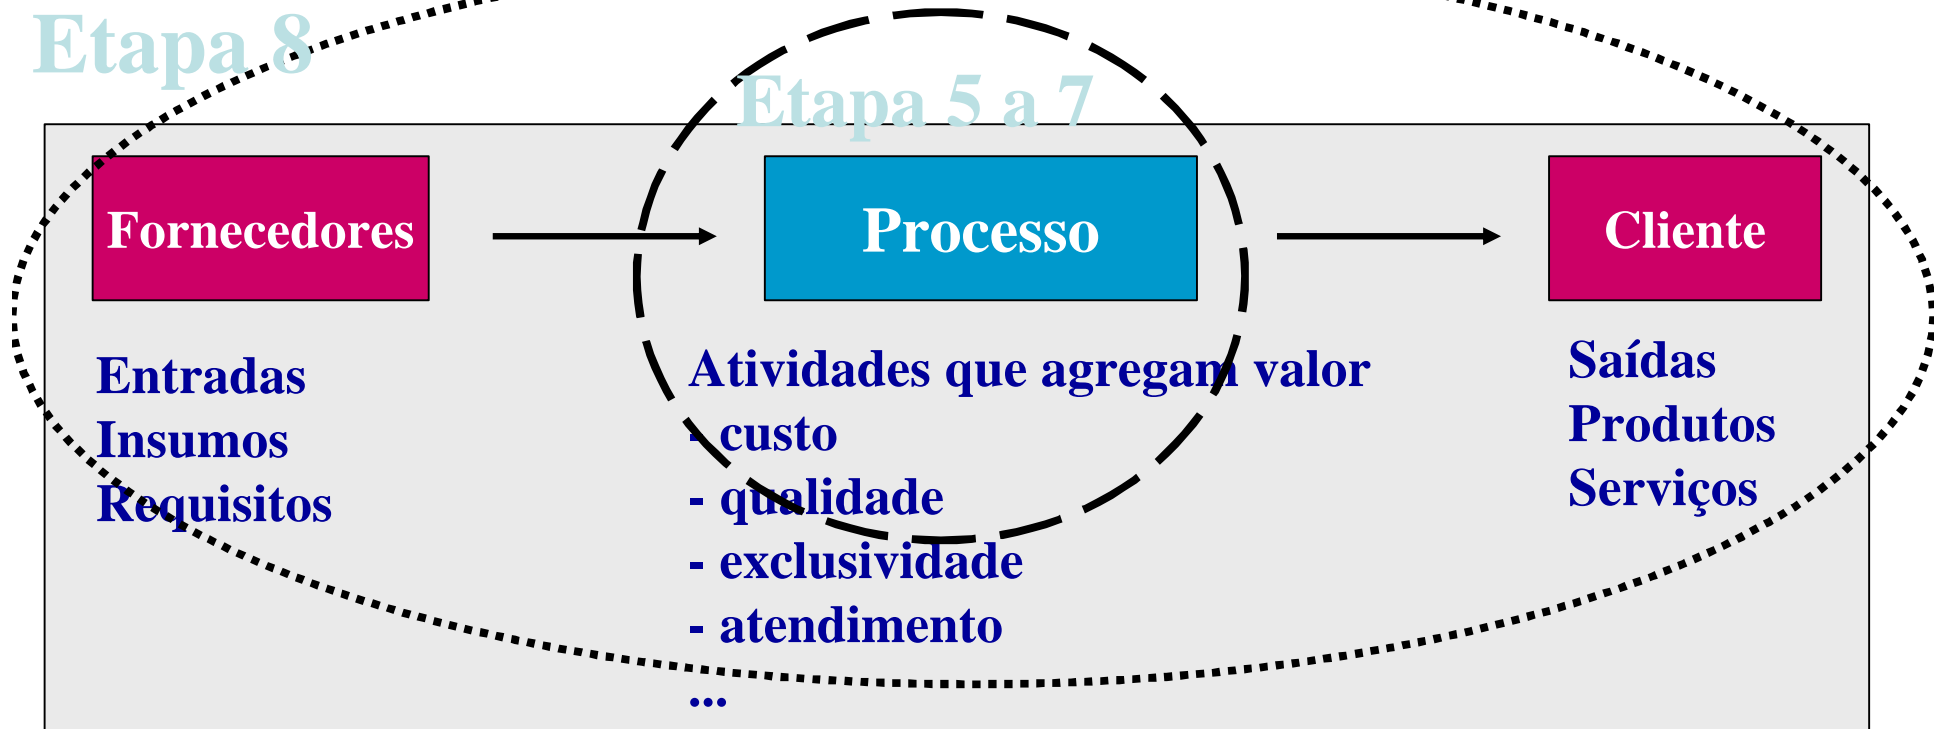 Etapa 8
Etapa 5 a 7
Fornecedores
Processo
Cliente
Entradas
Insumos
Requisitos
Atividades que agregam valor
- custo
- qualidade
- exclusividade
- atendimento
...
Saídas
Produtos
Serviços